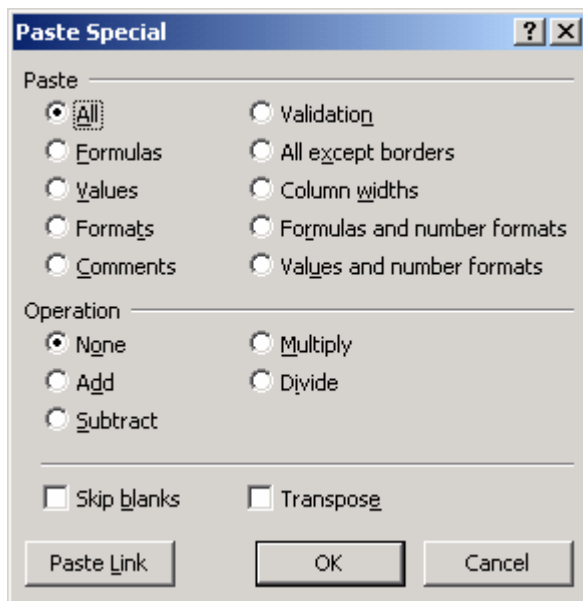 Paste Special
Paste
All
Validation
Formulas
All except borders
Values
Column widths
Formats
Formulas and number formats
Comments
Values and number formats
Operation
None
Multiply
Add
Divide
Subtract
Skip blanks
Transpose
Paste Link
OK
Cancel